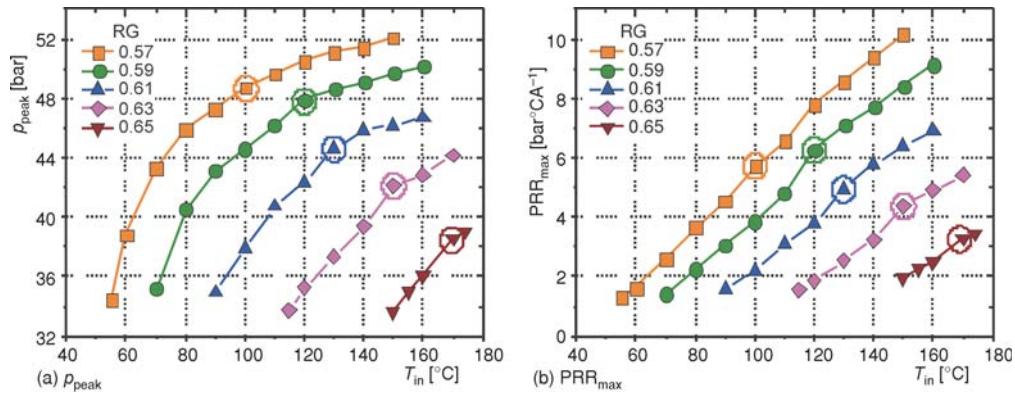 RG
0.57
0.59
0.61
0.63
0.65
p_peak [bar]
52
48
44
40
36
32
40 60 80 100 120 140 160 180
T_in [°C]
(a) p_peak
RG
0.57
0.59
0.61
0.63
0.65
PRR_max [bar°CA⁻¹]
10
8
6
4
2
0
40 60 80 100 120 140 160 180
T_in [°C]
(b) PRR_max